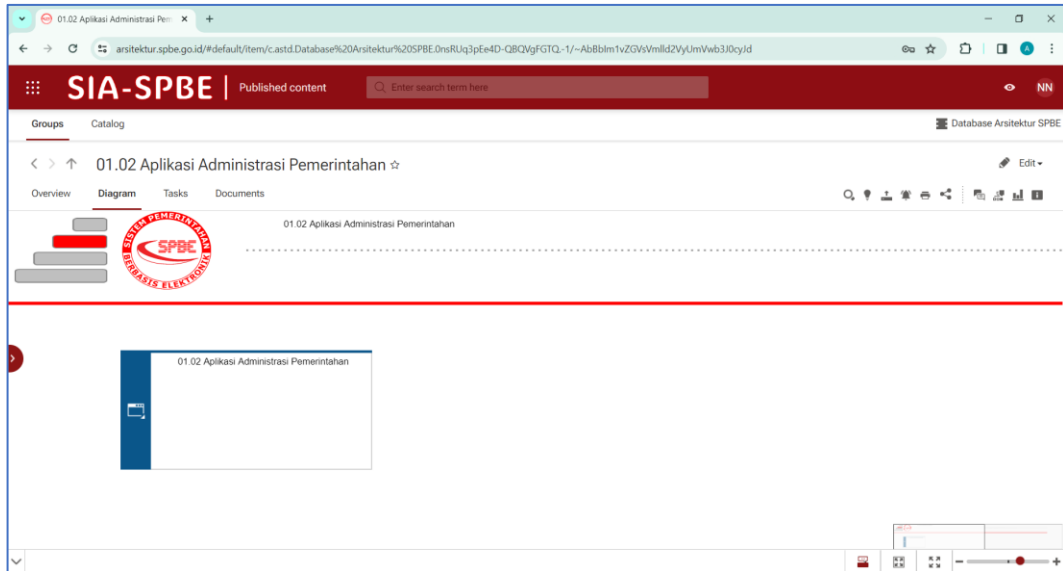 01.02 Aplikasi Administrasi Pem
arsitektur.spbe.go.id/#default/item/c.astd.Database%20Arsitektur%20SPBE.0nsRUq3pEe4D-QBQVgFGTQ.-1/~AbBblm1vZGVsVmlld2VyUmVwb3J0cyJd
A
SIA-SPBE
Published content
Enter search term here
NN
Groups Catalog
Database Arsitektur SPBE
01.02 Aplikasi Administrasi Pemerintahan
Edit
Overview Diagram Tasks Documents
SISTEM PEMERINTAHAN
SPBE
BERBASIS ELEKTRONIK
01.02 Aplikasi Administrasi Pemerintahan
01.02 Aplikasi Administrasi Pemerintahan